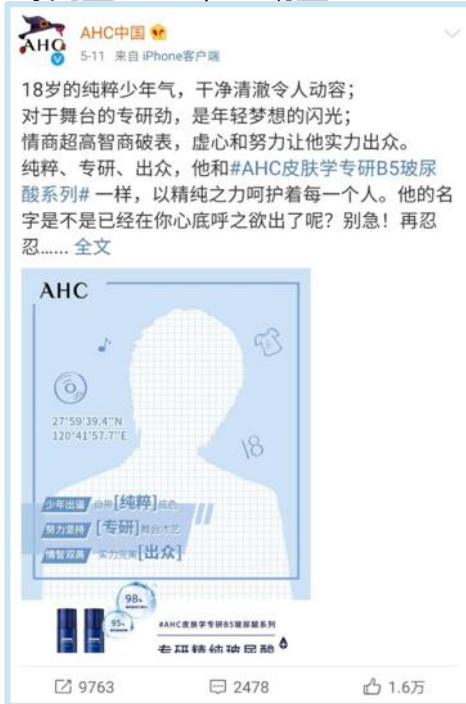 AHC
AHC中国
5-11 来自 iPhone客户端
18岁的纯粹少年气，干净清澈令人动容；
对于舞台的专研劲，是年轻梦想的闪光；
情商超高智商破表，虚心和努力让他实力出众。
纯粹、专研、出众，他和#AHC皮肤学专研B5玻尿
酸系列# 一样，以精纯之力呵护着每一个人。他的名
字是不是已经在你心底呼之欲出了呢？别急！再忍
忍...... 全文
AHC
27°59'39.4"N
120°41'57.7"E
18
少年出道 自带[纯粹]成色
努力坚持 [专研]舞台才艺
情智双高 实力完美[出众]
98%
95%
#AHC皮肤学专研B5玻尿酸系列
专研精纯玻尿酸
9763
2478
1.6万